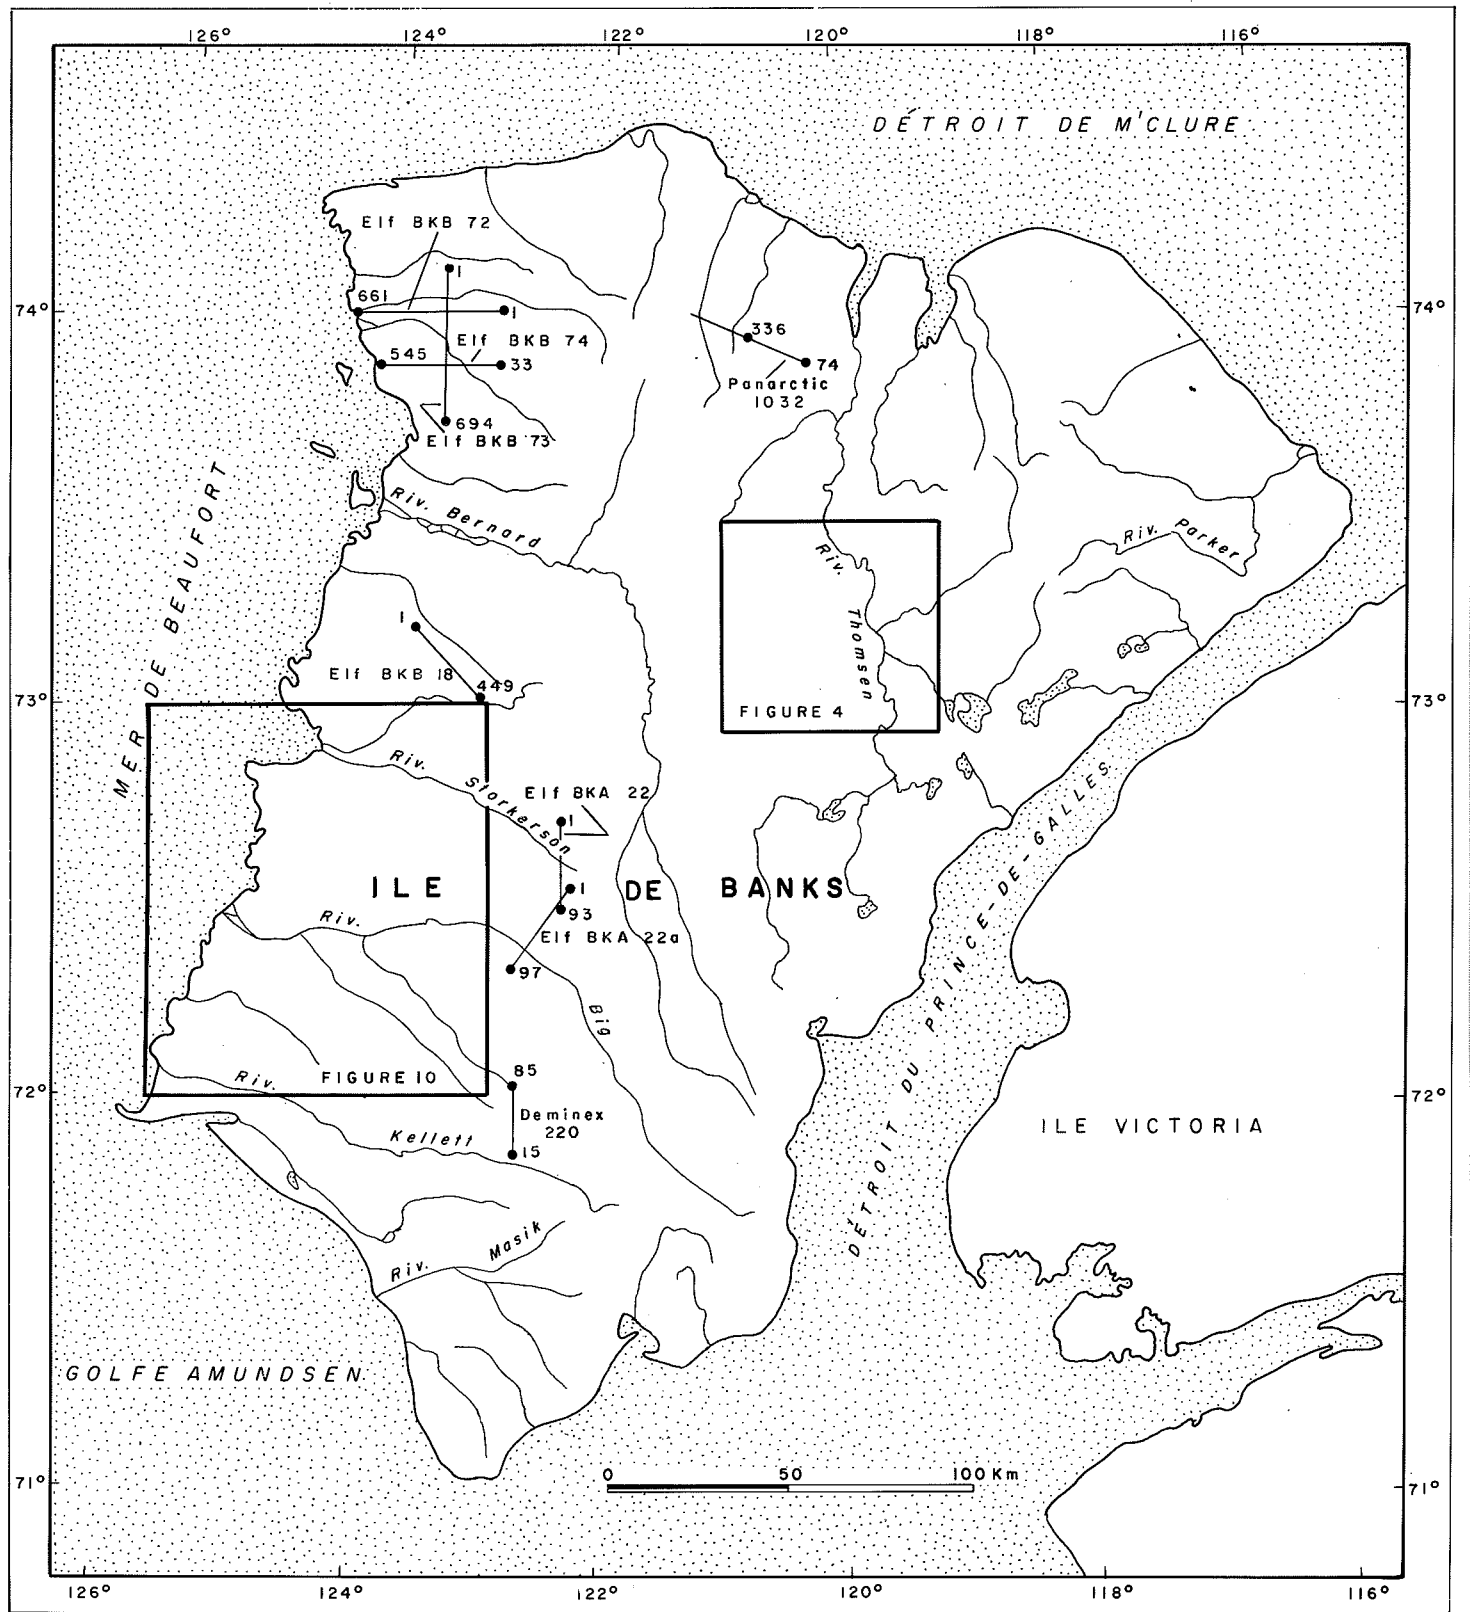 126° 124° 122° 120° 118° 116°
DÉTROIT DE M'CLURE
Elf BKB 72
1
661
1
74°
74°
336
Elf BKB 74
545
33
74
Panarctic
1032
694
Elf BKB 73
MER DE BEAUFORT
Riv. Bernard
Riv. Parker
Riv. Thomsen
1
Elf BKB 18
449
73°
73°
FIGURE 4
Riv. Storkerson
Elf BKA 22
1
ILE DE BANKS
1
93
Riv. Big
Elf BKA 22a
97
DÉTROIT DU PRINCE-DE-GALLES
85
72°
72°
Riv. Kellett
FIGURE 10
Deminex
220
15
ILE VICTORIA
Riv. Masik
GOLFE AMUNDSEN
0 50 100 Km
71°
71°
126° 124° 122° 120° 118° 116°